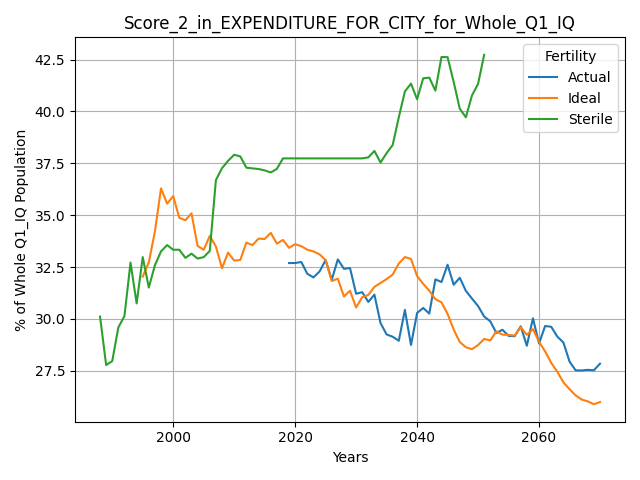 Score_2_in_EXPENDITURE_FOR_CITY_for_Whole_Q1_IQ
Fertility
Actual
Ideal
Sterile
42.5
40.0
37.5
35.0
32.5
30.0
27.5
% of Whole Q1_IQ Population
2000
2020
2040
2060
Years